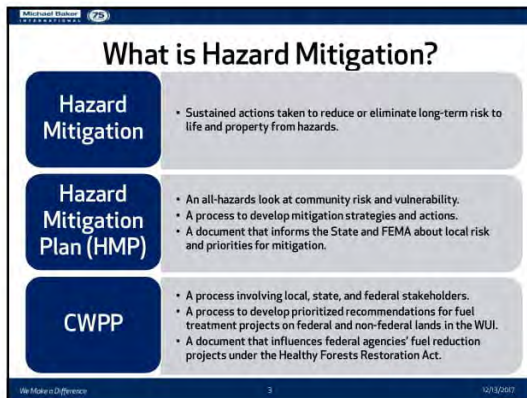 Michael Baker
INTERNATIONAL
75
What is Hazard Mitigation?
Hazard
Mitigation
• Sustained actions taken to reduce or eliminate long-term risk to
life and property from hazards.
Hazard
Mitigation
Plan (HMP)
• An all-hazards look at community risk and vulnerability.
• A process to develop mitigation strategies and actions.
• A document that informs the State and FEMA about local risk
and priorities for mitigation.
CWPP
• A process involving local, state, and federal stakeholders.
• A process to develop prioritized recommendations for fuel
treatment projects on federal and non-federal lands in the WUI.
• A document that influences federal agencies' fuel reduction
projects under the Healthy Forests Restoration Act.
We Make a Difference
3
12/13/2017